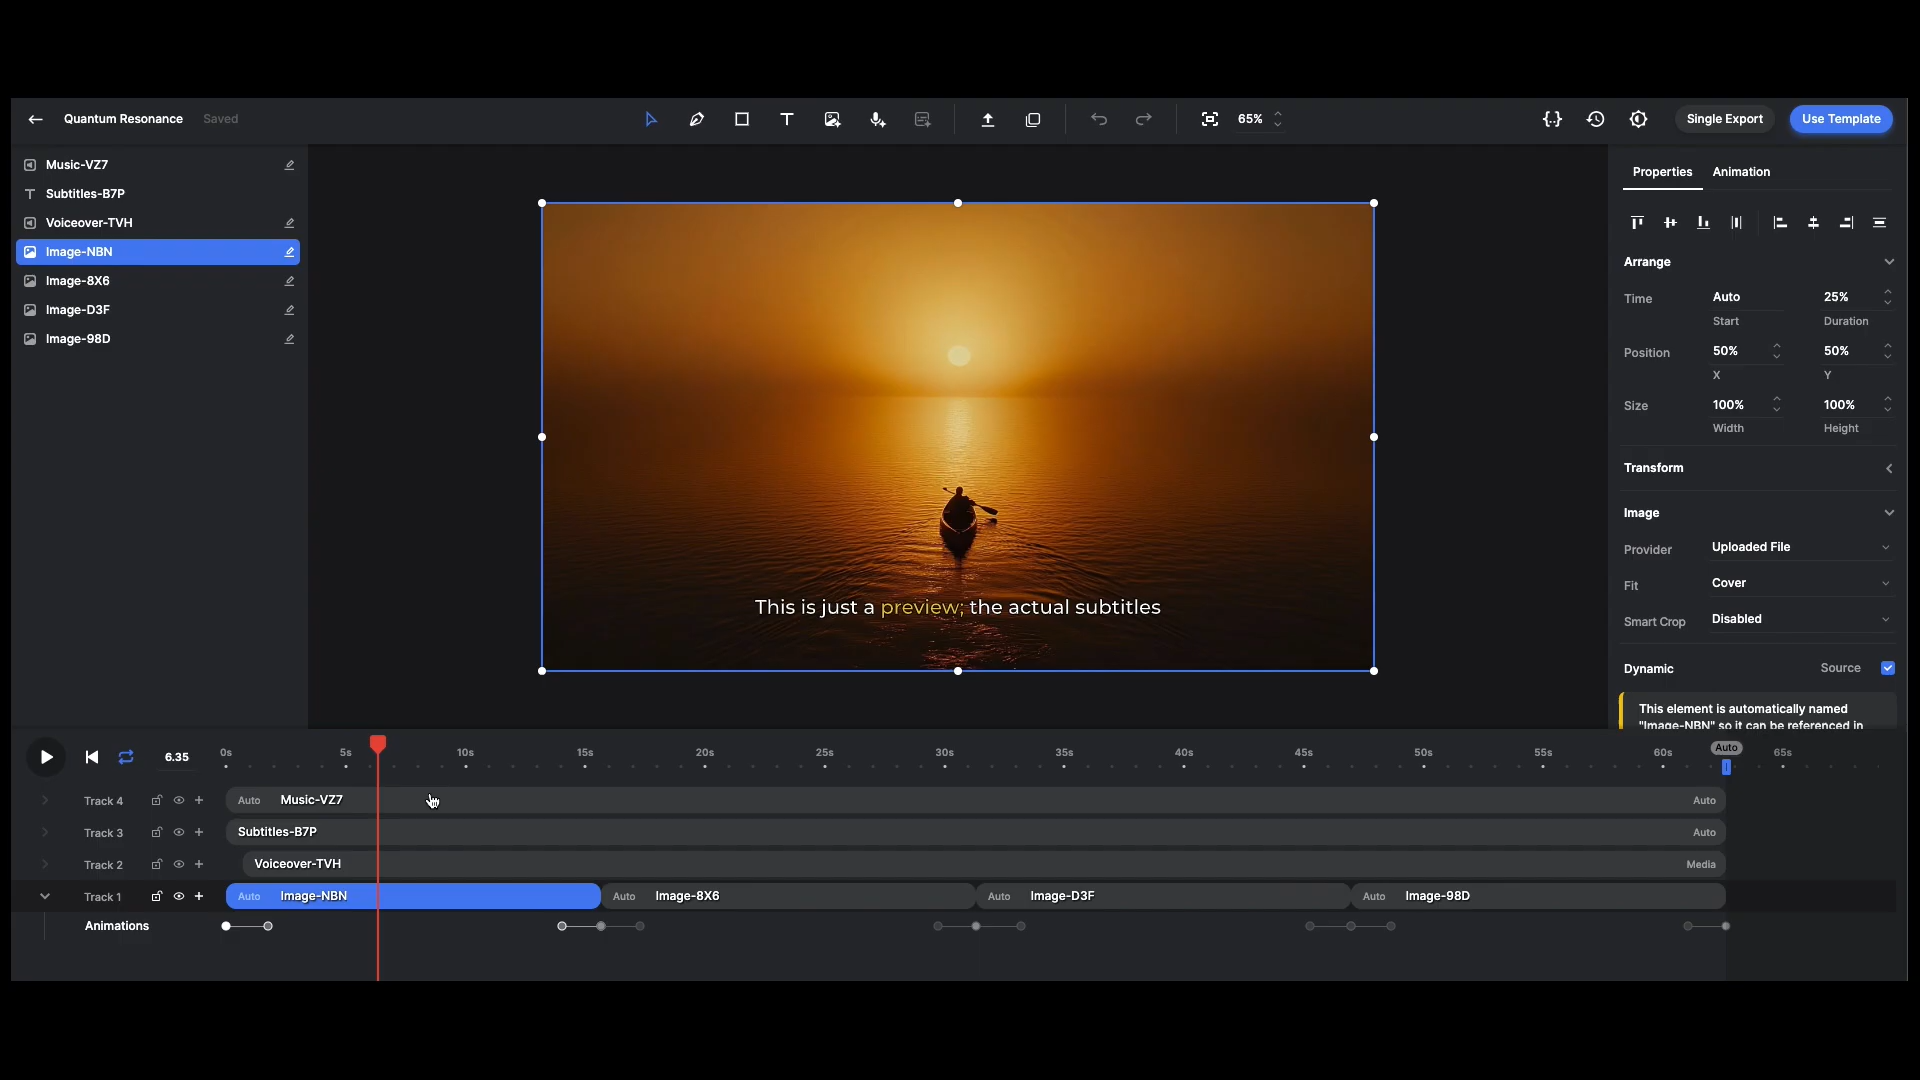 Quantum Resonance Saved
65%
Single Export
Use Template
Music-VZ7
Subtitles-B7P
Voiceover-TVH
Image-NBN
Image-8X6
Image-D3F
Image-98D
This is just a preview; the actual subtitles
Properties Animation
Arrange
Time Auto 25%
Start Duration
Position 50% 50%
X Y
Size 100% 100%
Width Height
Transform
Image
Provider Uploaded File
Fit Cover
Smart Crop Disabled
Dynamic Source
This element is automatically named
"Image-NBN" so it can be referenced in
6.35 0s 5s 10s 15s 20s 25s 30s 35s 40s 45s 50s 55s 60s Auto 65s
Track 4 Auto Music-VZ7 Auto
Track 3 Subtitles-B7P Auto
Track 2 Voiceover-TVH Media
Track 1 Auto Image-NBN Auto Image-8X6 Auto Image-D3F Auto Image-98D
Animations